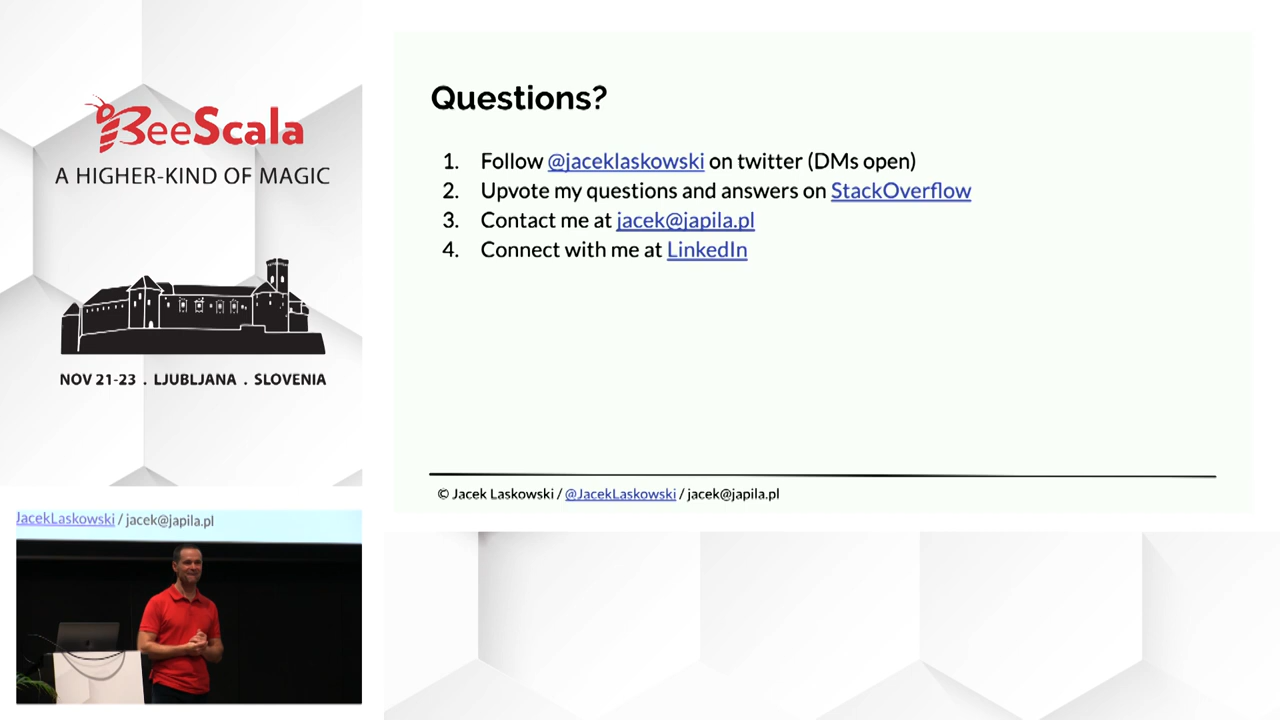 BeeScala
A HIGHER-KIND OF MAGIC
NOV 21-23 . LJUBLJANA . SLOVENIA
Questions?
1. Follow @jaceklaskowski on twitter (DMs open)
2. Upvote my questions and answers on StackOverflow
3. Contact me at jacek@japila.pl
4. Connect with me at LinkedIn
© Jacek Laskowski / @JacekLaskowski / jacek@japila.pl
JacekLaskowski / jacek@japila.pl